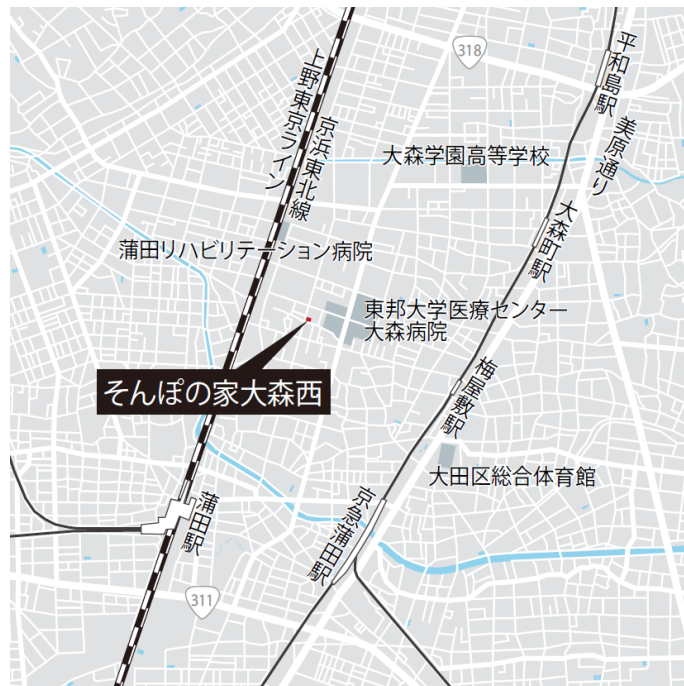 318
平和島駅
美原通り
上野東京ライン
京浜東北線
大森学園高等学校
大森町駅
蒲田リハビリテーション病院
東邦大学医療センター
大森病院
そんぽの家大森西
梅屋敷駅
大田区総合体育館
蒲田駅
京急蒲田駅
311